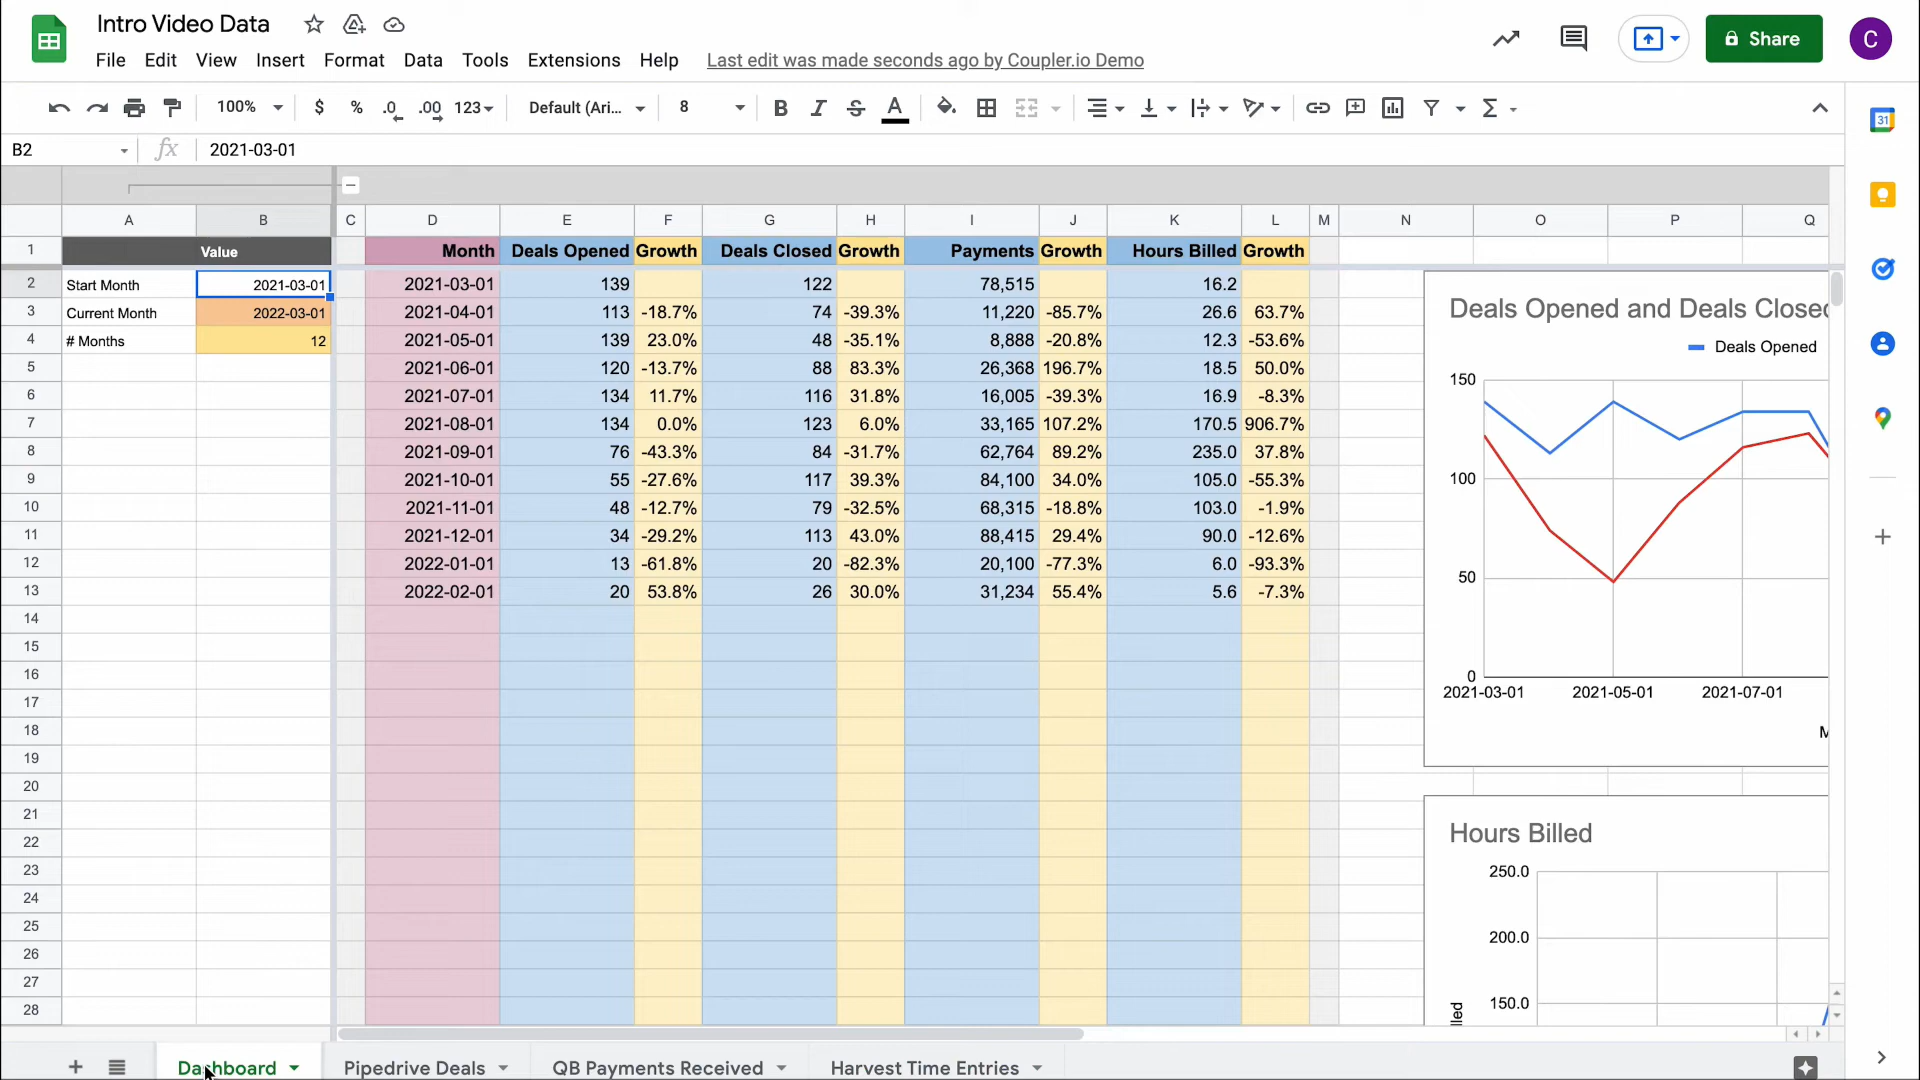 Intro Video Data
File Edit View Insert Format Data Tools Extensions Help Last edit was made seconds ago by Coupler.io Demo
Share
C
100% $ % .0 .00 123 Default (Ari... 8 B I S A
31
B2 fx 2021-03-01
A B C D E F G H I J K L M N O P Q
1 Value Month Deals Opened Growth Deals Closed Growth Payments Growth Hours Billed Growth
2 Start Month 2021-03-01 2021-03-01 139 122 78,515 16.2
3 Current Month 2022-03-01 2021-04-01 113 -18.7% 74 -39.3% 11,220 -85.7% 26.6 63.7%
4 # Months 12 2021-05-01 139 23.0% 48 -35.1% 8,888 -20.8% 12.3 -53.6%
5 2021-06-01 120 -13.7% 88 83.3% 26,368 196.7% 18.5 50.0%
6 2021-07-01 134 11.7% 116 31.8% 16,005 -39.3% 16.9 -8.3%
7 2021-08-01 134 0.0% 123 6.0% 33,165 107.2% 170.5 906.7%
8 2021-09-01 76 -43.3% 84 -31.7% 62,764 89.2% 235.0 37.8%
9 2021-10-01 55 -27.6% 117 39.3% 84,100 34.0% 105.0 -55.3%
10 2021-11-01 48 -12.7% 79 -32.5% 68,315 -18.8% 103.0 -1.9%
11 2021-12-01 34 -29.2% 113 43.0% 88,415 29.4% 90.0 -12.6%
12 2022-01-01 13 -61.8% 20 -82.3% 20,100 -77.3% 6.0 -93.3%
13 2022-02-01 20 53.8% 26 30.0% 31,234 55.4% 5.6 -7.3%
14
15
16
17
18
19
20
21
22
23
24
25
26
27
28
Deals Opened and Deals Closed
Deals Opened
150
100
50
0
2021-03-01 2021-05-01 2021-07-01
M
Hours Billed
250.0
200.0
150.0
lled
Dashboard Pipedrive Deals QB Payments Received Harvest Time Entries